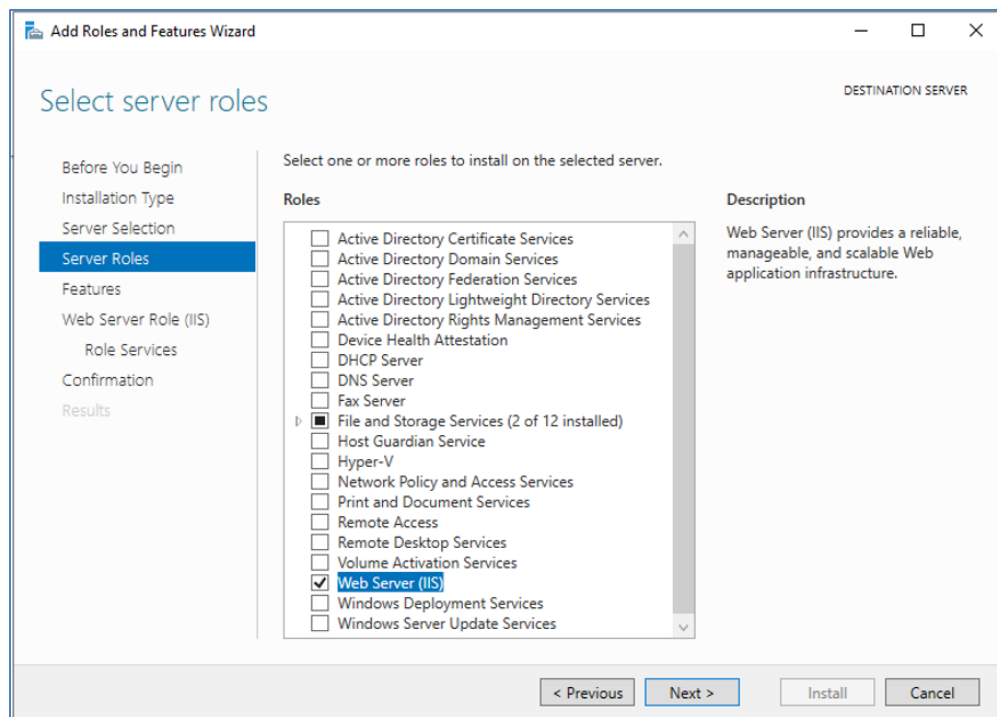 Add Roles and Features Wizard
Select server roles
DESTINATION SERVER
Before You Begin
Installation Type
Server Selection
Server Roles
Features
Web Server Role (IIS)
Role Services
Confirmation
Results
Select one or more roles to install on the selected server.
Roles
Active Directory Certificate Services
Active Directory Domain Services
Active Directory Federation Services
Active Directory Lightweight Directory Services
Active Directory Rights Management Services
Device Health Attestation
DHCP Server
DNS Server
Fax Server
File and Storage Services (2 of 12 installed)
Host Guardian Service
Hyper-V
Network Policy and Access Services
Print and Document Services
Remote Access
Remote Desktop Services
Volume Activation Services
Web Server (IIS)
Windows Deployment Services
Windows Server Update Services
Description
Web Server (IIS) provides a reliable,
manageable, and scalable Web
application infrastructure.
< Previous
Next >
Install
Cancel